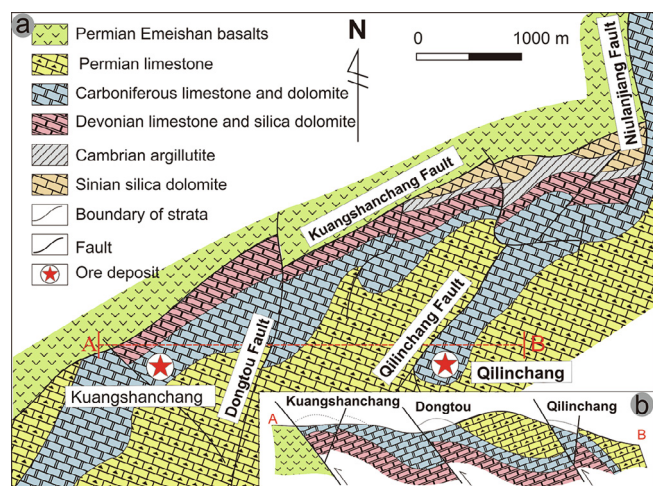 a
Permian Emeishan basalts
Permian limestone
Carboniferous limestone and dolomite
Devonian limestone and silica dolomite
Cambrian argillutite
Sinian silica dolomite
Boundary of strata
Fault
Ore deposit
N
0 1000 m
Niulanjiang Fault
Kuangshanchang Fault
Dongtou Fault
Qilinchang Fault
A
B
Kuangshanchang
Qilinchang
b
A
Kuangshanchang
Dongtou
Qilinchang
B